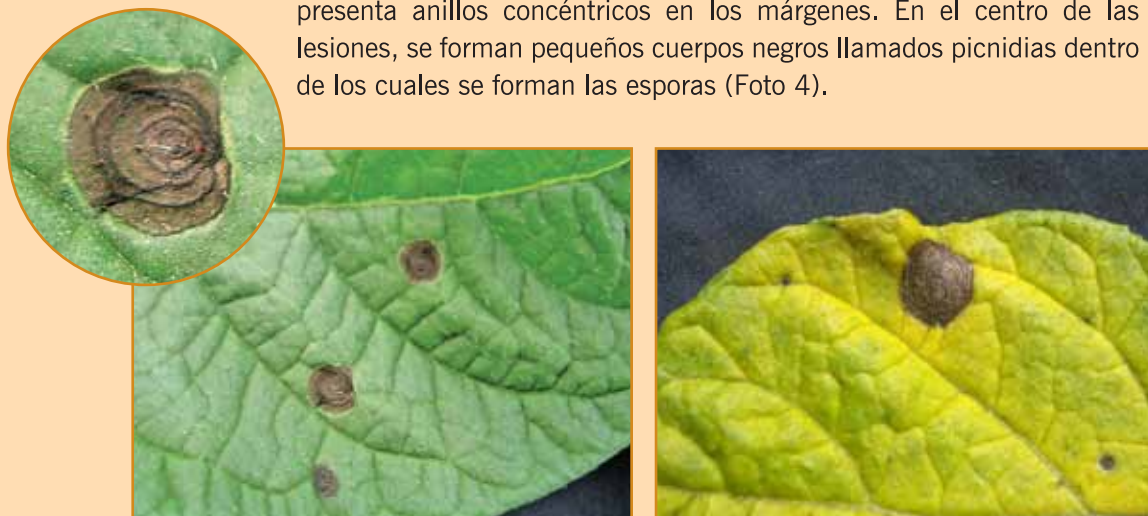 presenta anillos concéntricos en los márgenes. En el centro de las
lesiones, se forman pequeños cuerpos negros llamados picnidias dentro
de los cuales se forman las esporas (Foto 4).